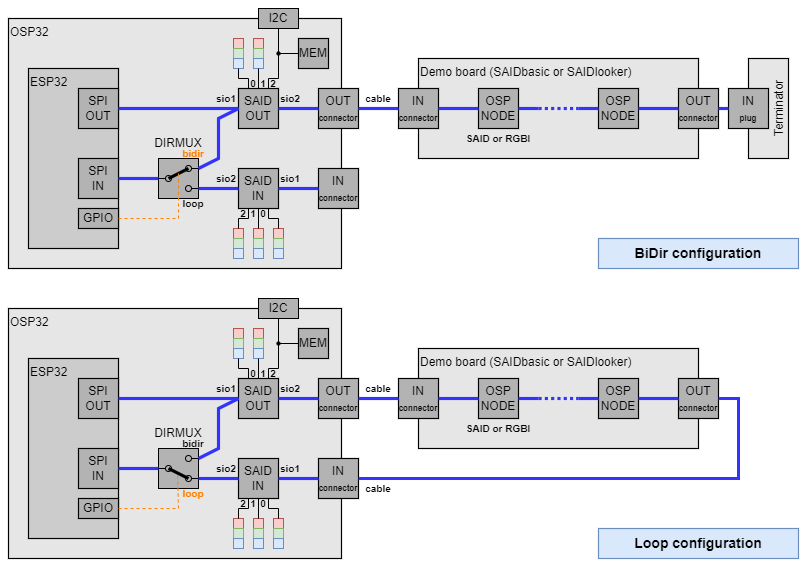 I2C
OSP32
MEM
ESP32
Demo board (SAIDbasic or SAIDlooker)
Terminator
0 1 2
SPI
OUT
sio1
SAID
OUT
sio2
OUT
connector
cable
IN
connector
OSP
NODE
OSP
NODE
OUT
connector
IN
plug
SAID or RGBI
DIRMUX
bidir
SPI
IN
sio2
SAID
IN
sio1
IN
connector
loop
GPIO
2 1 0
BiDir configuration
I2C
OSP32
MEM
ESP32
Demo board (SAIDbasic or SAIDlooker)
0 1 2
SPI
OUT
sio1
SAID
OUT
sio2
OUT
connector
cable
IN
connector
OSP
NODE
OSP
NODE
OUT
connector
SAID or RGBI
DIRMUX
bidir
SPI
IN
sio2
SAID
IN
sio1
IN
connector
cable
loop
GPIO
2 1 0
Loop configuration